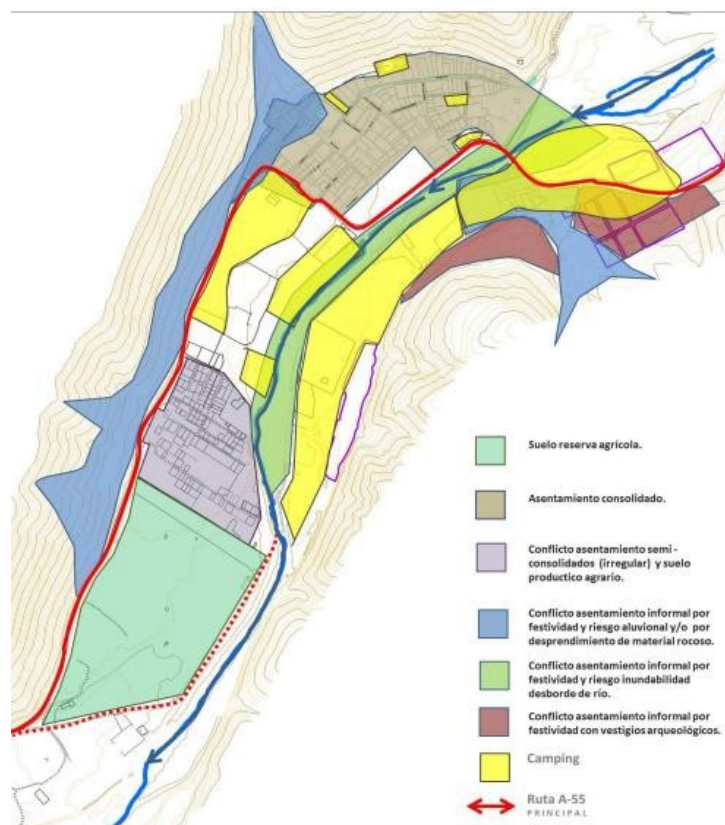 Suelo reserva agrícola.
Asentamiento consolidado.
Conflicto asentamiento semi -
consolidados (irregular) y suelo
productico agrario.
Conflicto asentamiento informal por
festividad y riesgo aluvional y/o por
desprendimiento de material rocoso.
Conflicto asentamiento informal por
festividad y riesgo inundabilidad
desborde de río.
Conflicto asentamiento informal por
festividad con vestigios arqueológicos.
Camping
Ruta A-55
PRINCIPAL